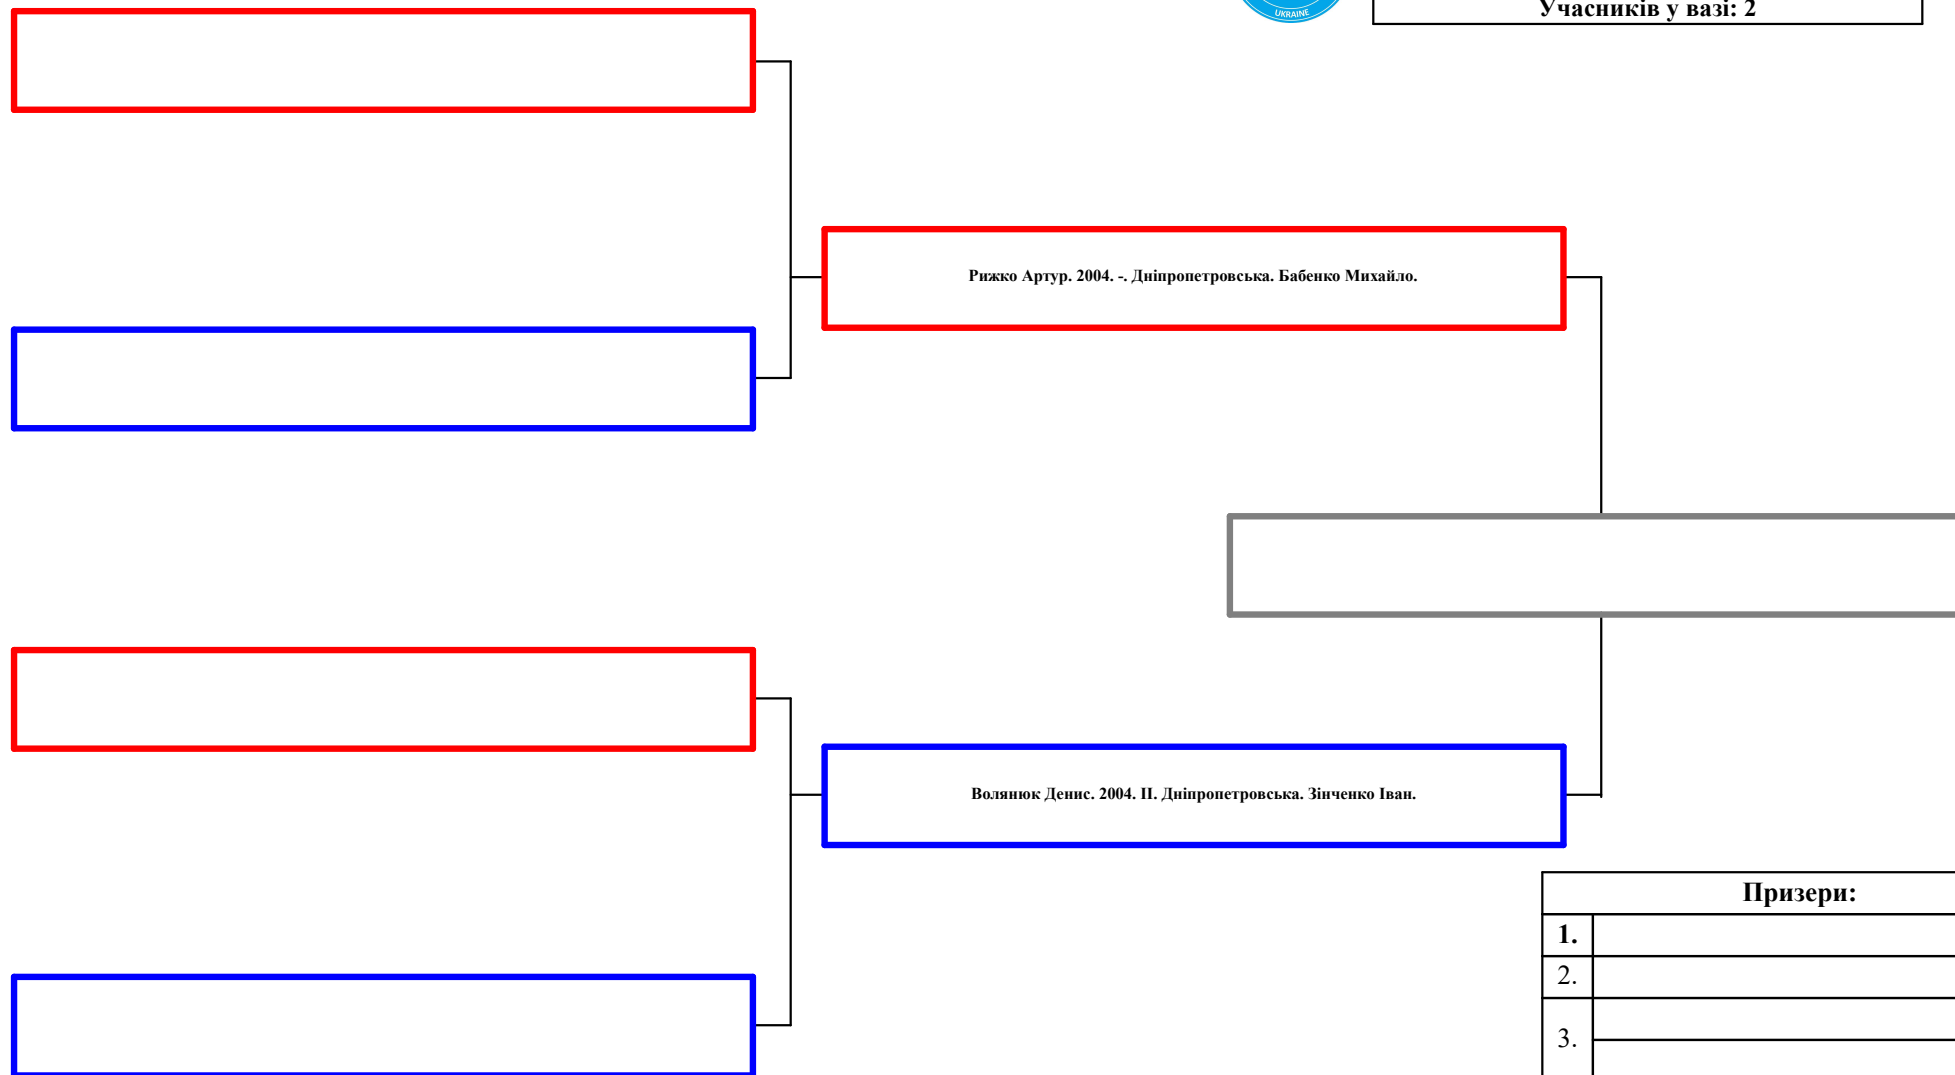 UKRAINE
Учасників у вазі: 2
Рижко Артур. 2004. -. Дніпропетровська. Бабенко Михайло.
Волянюк Денис. 2004. II. Дніпропетровська. Зінченко Іван.
Призери:
1.
2.
3.